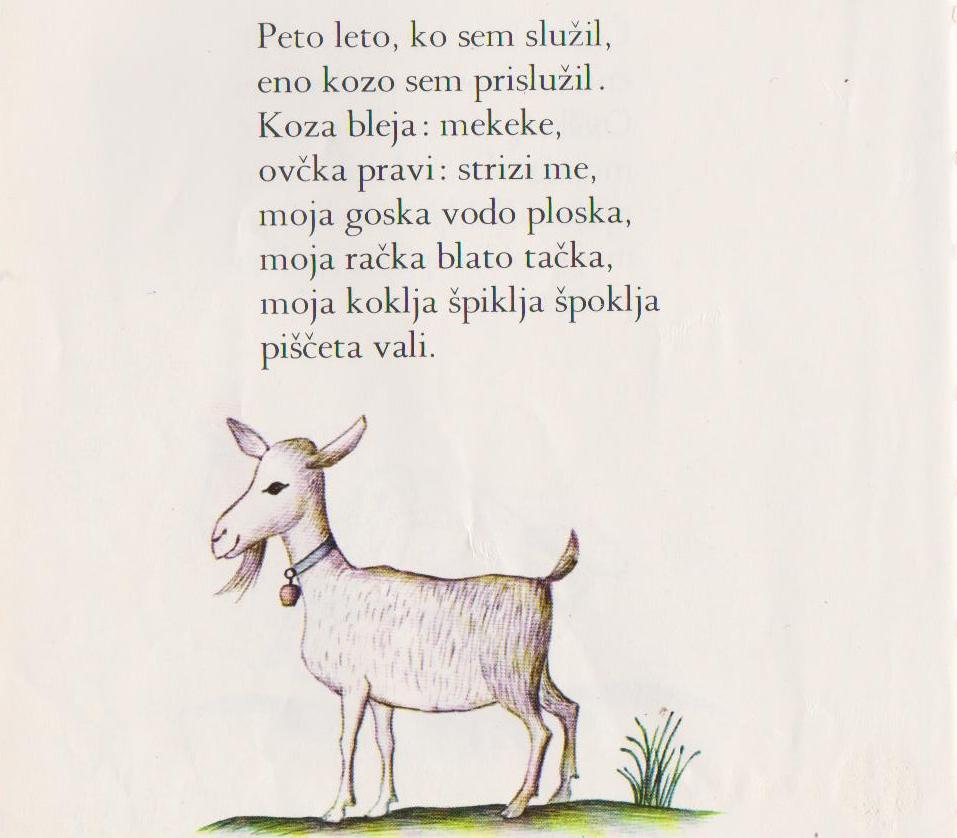 Peto leto, ko sem služil,
eno kozo sem prislužil.
Koza bleja: mekeke,
ovčka pravi: strizi me,
moja goska vodo ploska,
moja račka blato tačka,
moja koklja špiklja špoklja
piščeta vali.